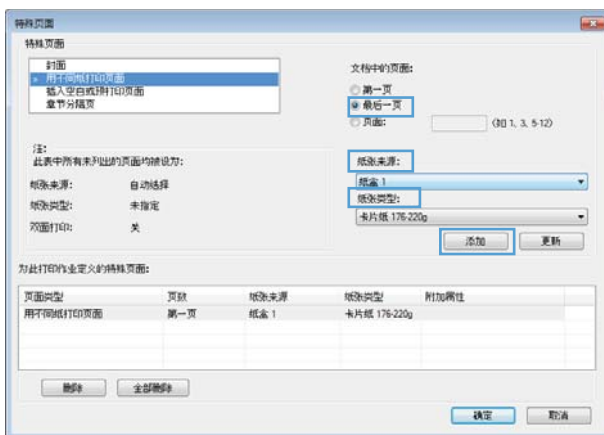 特殊页面
特殊页面
封面
用不同纸打印页面
插入空白或预打印页面
章节分隔页
文档中的页面:
第一页
最后一页
页面: (如 1, 3, 5-12)
注:
此表中所有未列出的页面均被设为:
纸张来源: 自动选择
纸张类型: 未指定
双面打印: 关
纸张来源:
纸盒 1
纸张类型:
卡片纸 176-220g
添加 更新
为此打印作业定义的特殊页面:
页面类型 页数 纸张来源 纸张类型 附加属性
用不同纸打印页面 第一页 纸盒 1 卡片纸 176-220g
删除 全部删除
确定 取消